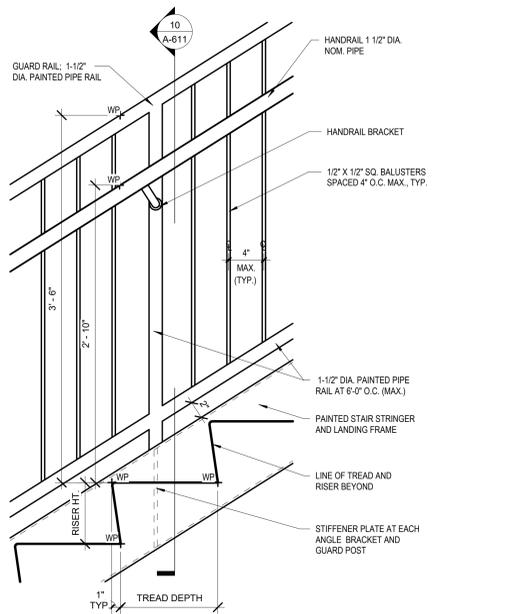 10
A-611
HANDRAIL 1 1/2" DIA.
NOM. PIPE
GUARD RAIL; 1-1/2"
DIA. PAINTED PIPE RAIL
WP
HANDRAIL BRACKET
WP
1/2" X 1/2" SQ. BALUSTERS
SPACED 4" O.C. MAX., TYP.
4"
MAX.
(TYP.)
3' - 6"
2' - 10"
1-1/2" DIA. PAINTED PIPE
RAIL AT 6'-0" O.C. (MAX.)
2"
PAINTED STAIR STRINGER
AND LANDING FRAME
WP
WP
LINE OF TREAD AND
RISER BEYOND
RISER HT.
WP
STIFFENER PLATE AT EACH
ANGLE BRACKET AND
GUARD POST
1"
TYP.
TREAD DEPTH